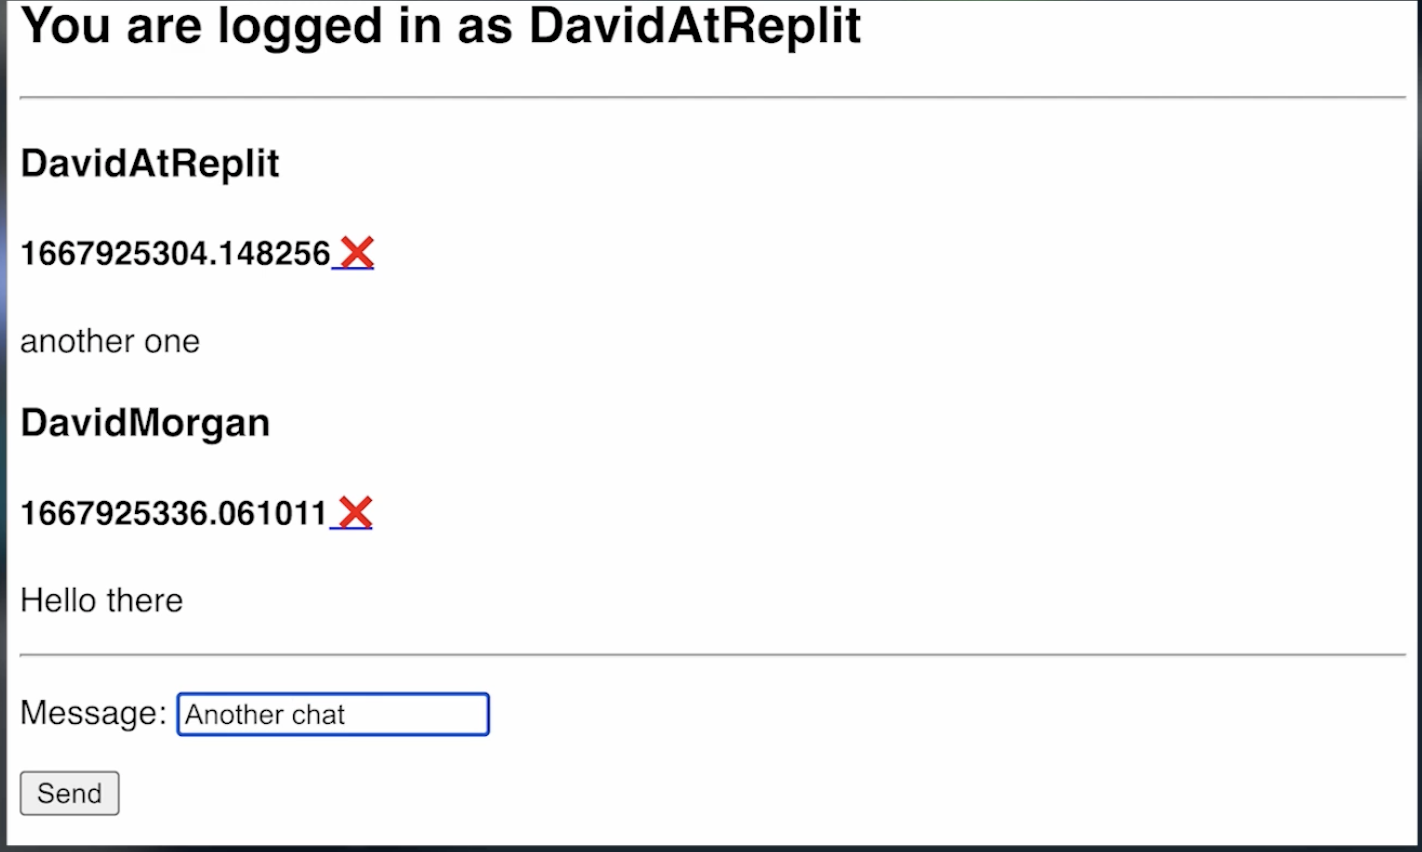 You are logged in as DavidAtReplit
DavidAtReplit
1667925304.148256 ❌
another one
DavidMorgan
1667925336.061011 ❌
Hello there
Message: Another chat
Send